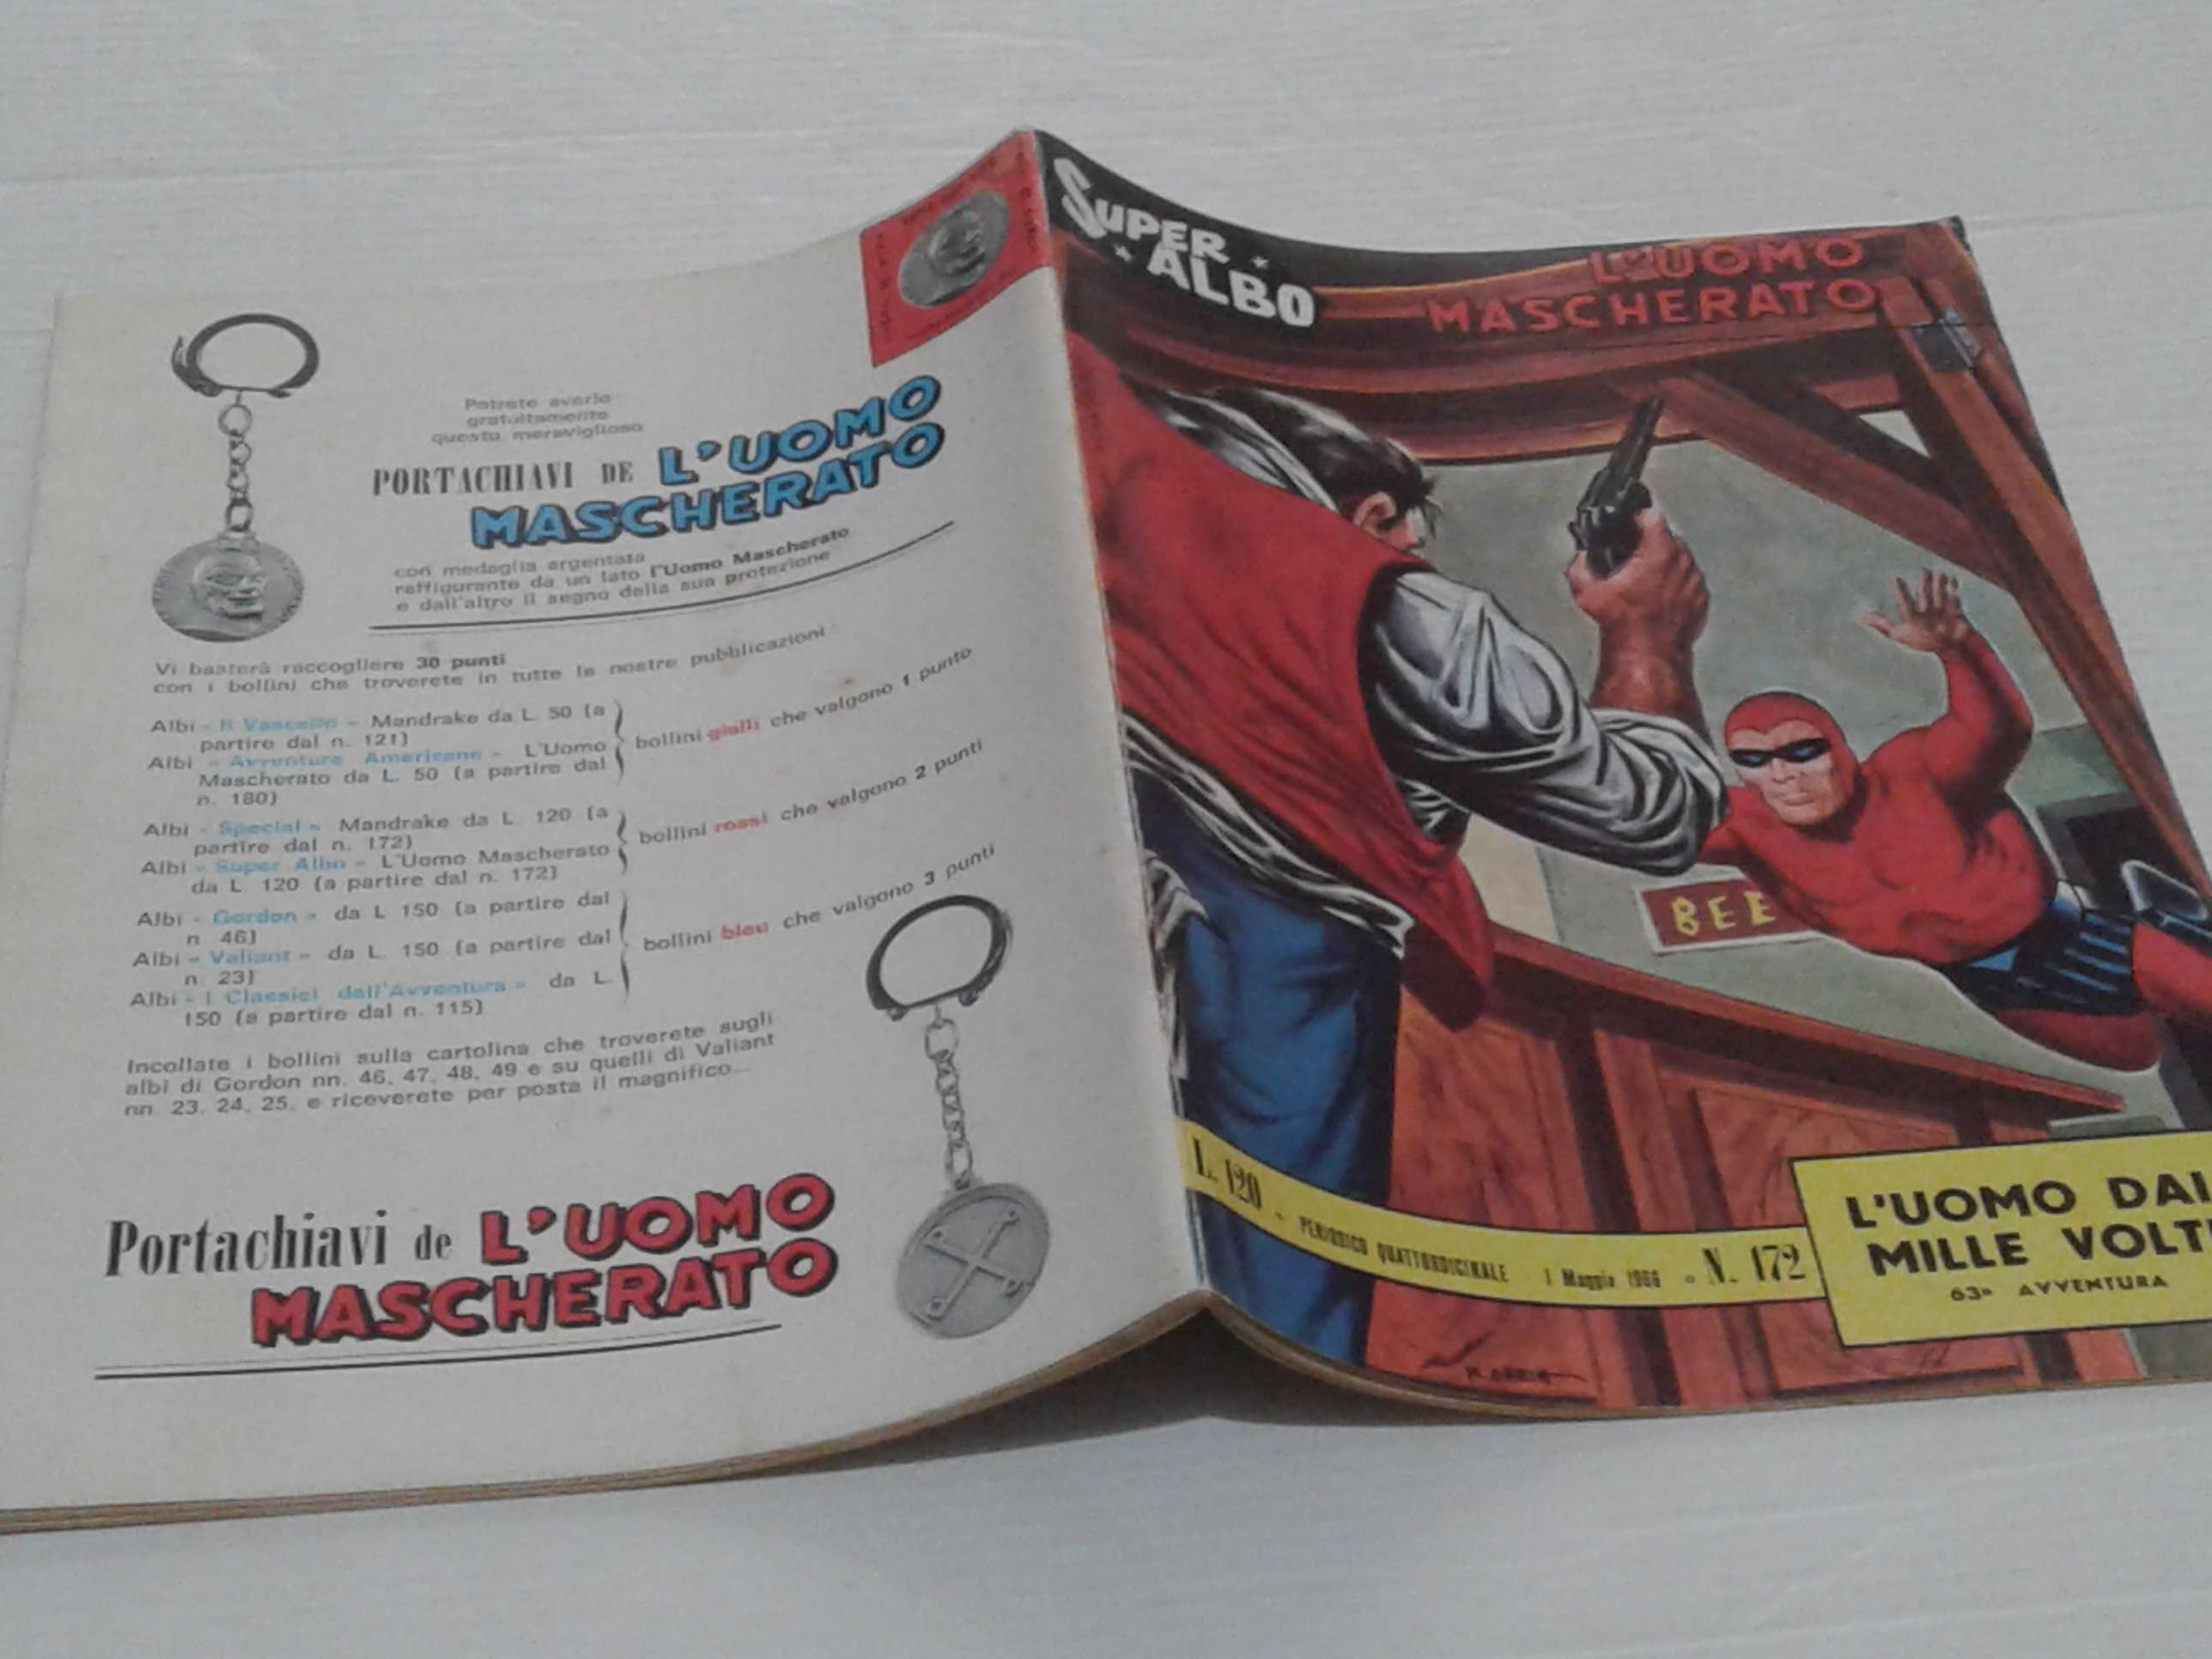 Potrete averlo
gratuitamente
questo meraviglioso
PORTACHIAVI DE L'UOMO
MASCHERATO
con medaglia argentata
raffigurante da un lato l'Uomo Mascherato
e dall'altro il segno della sua protezione
Vi basterà raccogliere 30 punti
con i bollini che troverete in tutte le nostre pubblicazioni:
Albi « Il Vascello » Mandrake da L. 50 (a
partire dal n. 121)
Albi « Avventure Americane » L'Uomo
Mascherato da L. 50 (a partire dal
n. 180)
bollini gialli che valgono 1 punto
Albi « Special » Mandrake da L. 120 (a
partire dal n. 172)
Albi « Super Albo » L'Uomo Mascherato
da L. 120 (a partire dal n. 172)
bollini rossi che valgono 2 punti
Albi « Gordon » da L. 150 (a partire dal
n. 46)
Albi « Valiant » da L. 150 (a partire dal
n. 23)
Albi « I Classici dell'Avventura » da L.
150 (a partire dal n. 115)
bollini bleu che valgono 3 punti
Incollate i bollini sulla cartolina che troverete sugli
albi di Gordon nn. 46, 47, 48, 49 e su quelli di Valiant
nn. 23, 24, 25, e riceverete per posta il magnifico...
Portachiavi de L'UOMO
MASCHERATO
SUPER
ALBO
L'UOMO
MASCHERATO
BEE
L. 120 - PERIODICO QUATTORDICINALE 1 Maggio 1966 - N. 172
L'UOMO DAI
MILLE VOLT
63ª AVVENTURA